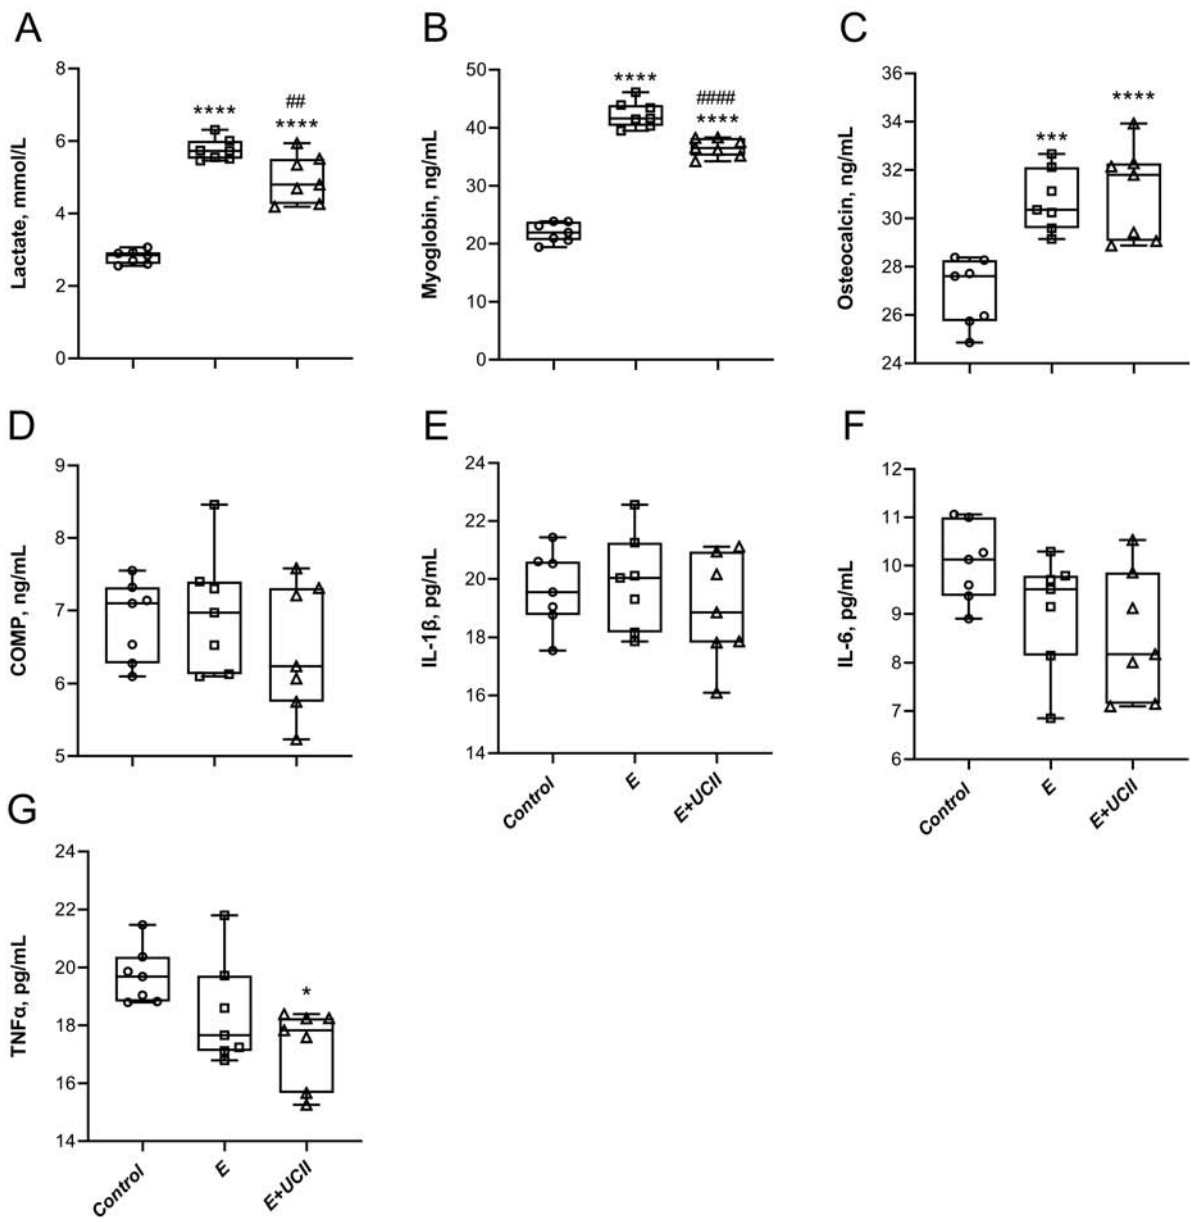 A
B
C
Lactate, mmol/L
8
6
4
2
0
****
##
****
Myoglobin, ng/mL
50
40
30
20
10
0
****
####
****
Osteocalcin, ng/mL
36
34
32
30
28
26
24
***
****
D
E
F
COMP, ng/mL
9
8
7
6
5
IL-1β, pg/mL
24
22
20
18
16
14
Control
E
E+UCII
IL-6, pg/mL
12
11
10
9
8
7
6
Control
E
E+UCII
G
TNFα, pg/mL
24
22
20
18
16
14
*
Control
E
E+UCII